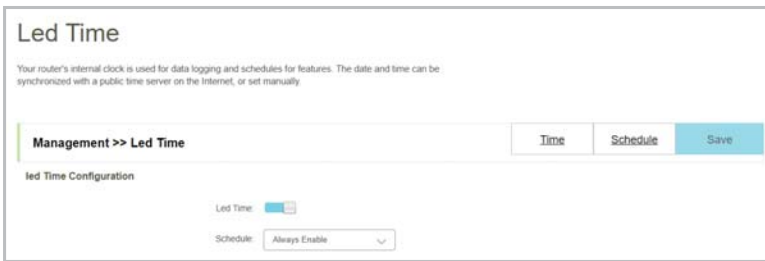 Led Time
Your router's internal clock is used for data logging and schedules for features. The date and time can be
synchronized with a public time server on the Internet, or set manually.
Management >> Led Time
Time
Schedule
Save
led Time Configuration
Led Time:
Schedule:
Always Enable